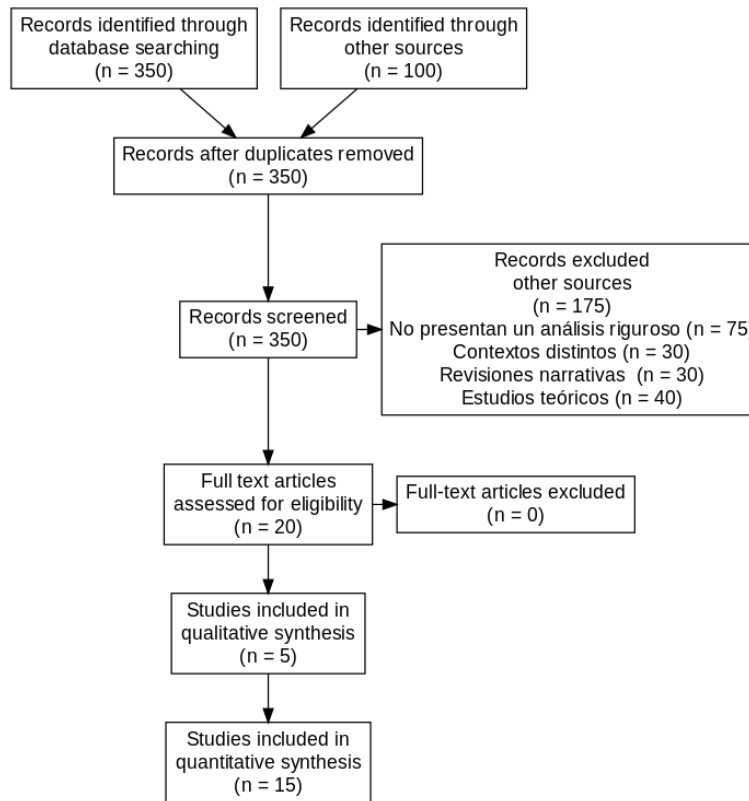 Records identified through
database searching
(n = 350)
Records identified through
other sources
(n = 100)
Records after duplicates removed
(n = 350)
Records excluded
other sources
(n = 175)
No presentan un análisis riguroso (n = 75)
Contextos distintos (n = 30)
Revisiones narrativas  (n = 30)
Estudios teóricos (n = 40)
Records screened
(n = 350)
Full text articles
assessed for eligibility
(n = 20)
Full-text articles excluded
(n = 0)
Studies included in
qualitative synthesis
(n = 5)
Studies included in
quantitative synthesis
(n = 15)